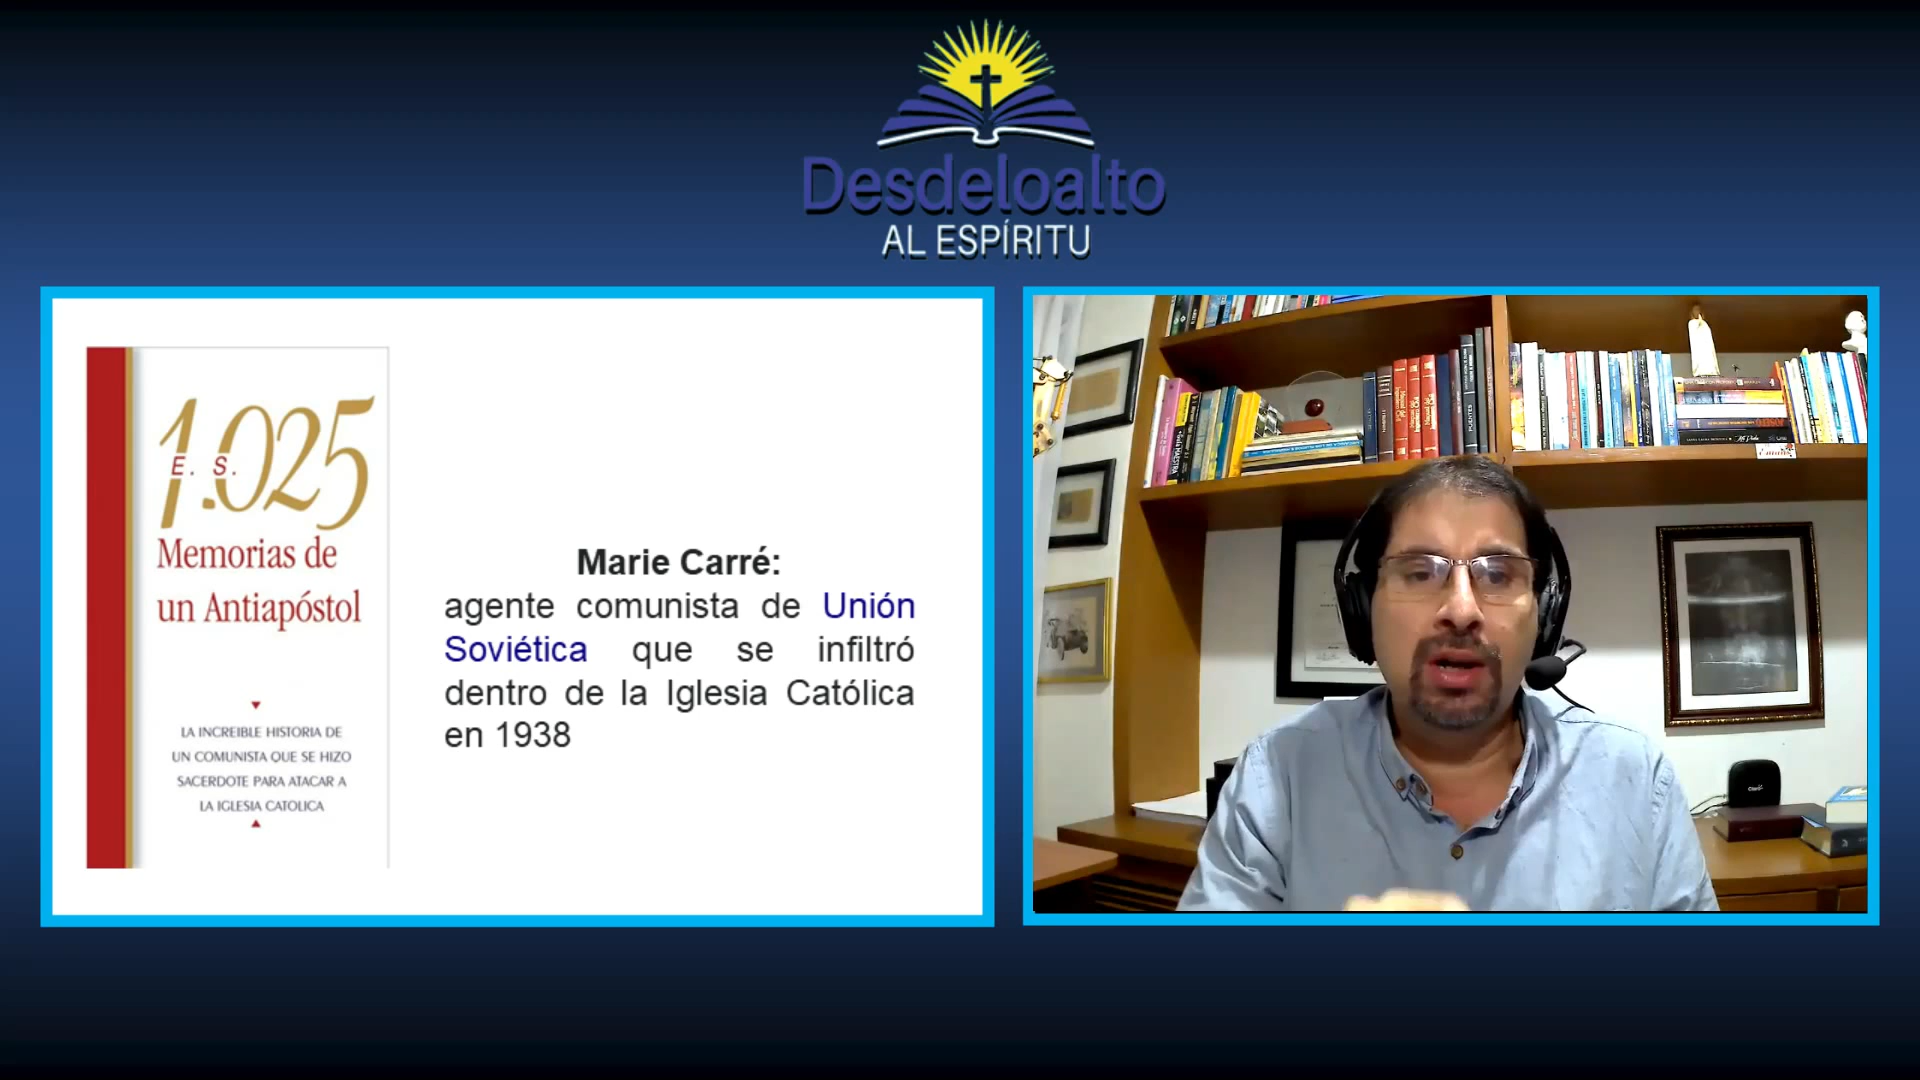 Desdeloalto
AL ESPÍRITU
1.025
E. S.
Memorias de
un Antiapóstol
LA INCREIBLE HISTORIA DE
UN COMUNISTA QUE SE HIZO
SACERDOTE PARA ATACAR A
LA IGLESIA CATOLICA
Marie Carré:
agente comunista de Unión
Soviética que se infiltró
dentro de la Iglesia Católica
en 1938
PUENTES
Claro